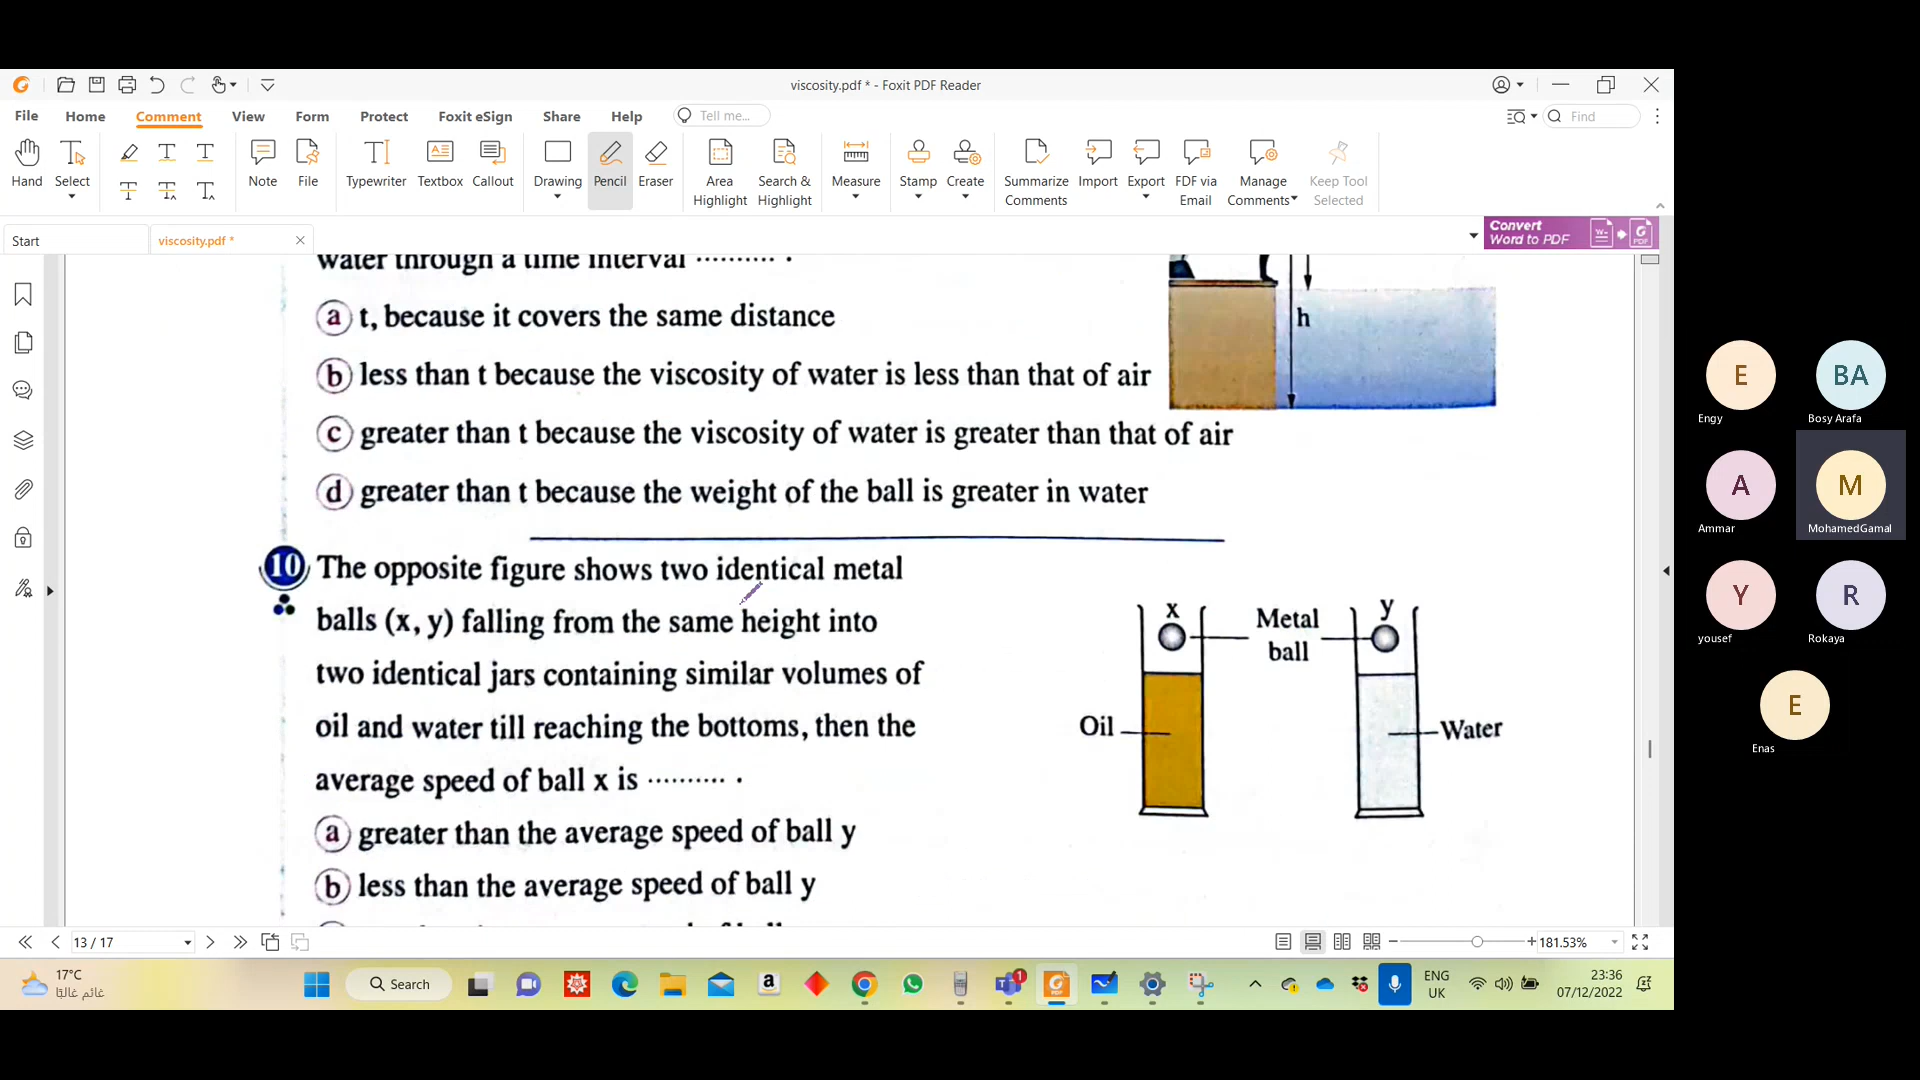 viscosity.pdf * - Foxit PDF Reader
File Home Comment View Form Protect Foxit eSign Share Help Tell me... Find
Hand Select Note File Typewriter Textbox Callout Drawing Pencil Eraser Area Highlight Search & Highlight Measure Stamp Create Summarize Comments Import Export FDF via Email Manage Comments Keep Tool Selected
Start viscosity.pdf *
Convert
Word to PDF
water through a time interval .......... .
a t, because it covers the same distance
b less than t because the viscosity of water is less than that of air
c greater than t because the viscosity of water is greater than that of air
d greater than t because the weight of the ball is greater in water
h
10 The opposite figure shows two identical metal
balls (x, y) falling from the same height into
two identical jars containing similar volumes of
oil and water till reaching the bottoms, then the
average speed of ball x is .......... .
a greater than the average speed of ball y
b less than the average speed of ball y
x Metal ball y
Oil Water
13 / 17
181.53%
E BA
Engy Bosy Arafa
A M
Ammar MohamedGamal
Y R
yousef Rokaya
E
Enas
17°C
غائم غالبًا
Search
1
ENG
UK
23:36
07/12/2022